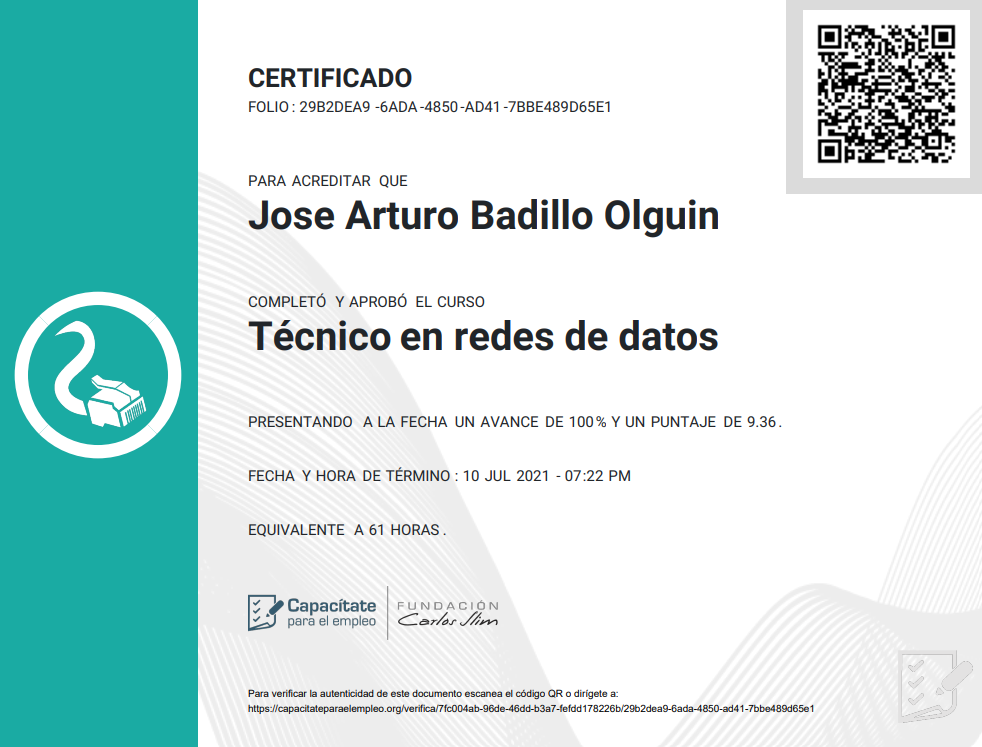 CERTIFICADO
FOLIO: 29B2DEA9 -6ADA -4850 -AD41 -7BBE489D65E1
PARA ACREDITAR QUE
Jose Arturo Badillo Olguin
COMPLETÓ Y APROBÓ EL CURSO
Técnico en redes de datos
PRESENTANDO A LA FECHA UN AVANCE DE 100% Y UN PUNTAJE DE 9.36.
FECHA Y HORA DE TÉRMINO : 10 JUL 2021 - 07:22 PM
EQUIVALENTE A 61 HORAS .
Capacítate
para el empleo
FUNDACIÓN
Carlos Slim
Para verificar la autenticidad de este documento escanea el código QR o dirígete a:
https://capacitateparaelempleo.org/verifica/7fc004ab-96de-46dd-b3a7-fefdd178226b/29b2dea9-6ada-4850-ad41-7bbe489d65e1